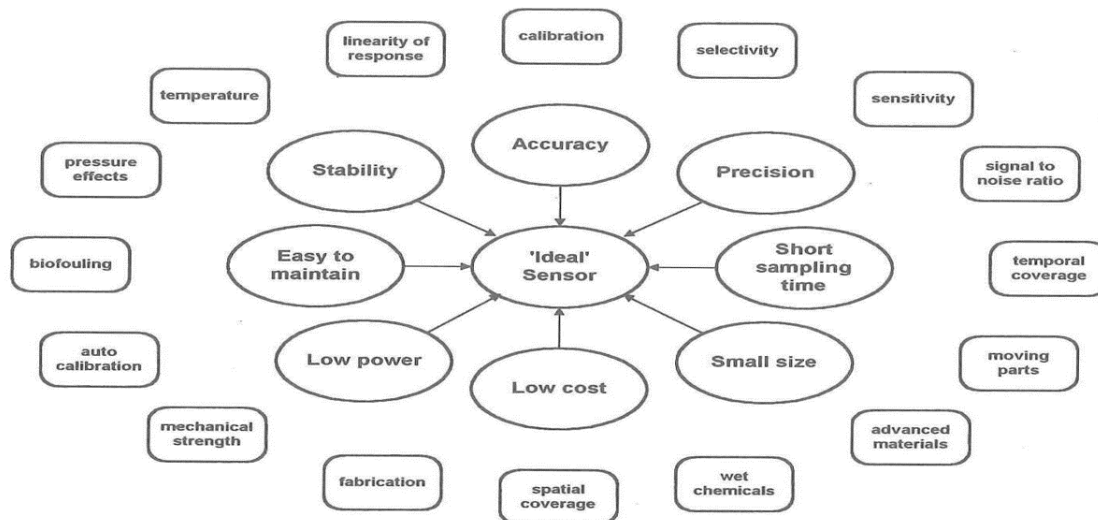 linearity of
response
calibration
selectivity
temperature
sensitivity
pressure
effects
Stability
Accuracy
Precision
signal to
noise ratio
biofouling
Easy to
maintain
'Ideal'
Sensor
Short
sampling
time
temporal
coverage
auto
calibration
Low power
Low cost
Small size
moving
parts
mechanical
strength
advanced
materials
fabrication
spatial
coverage
wet
chemicals